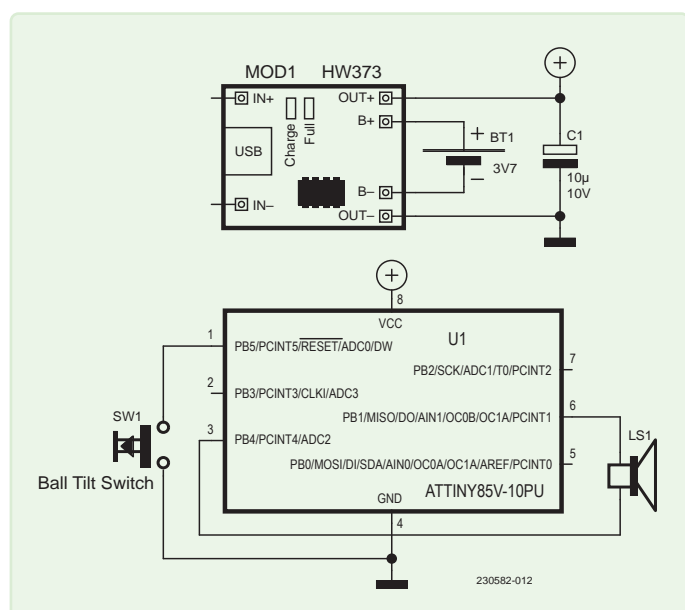 MOD1 HW373
IN+
OUT+
B+
Charge
Full
USB
B–
IN–
OUT–
+
BT1
3V7
–
+
C1
10µ
10V
+
8
VCC
U1
1
PB5/PCINT5/RESET/ADC0/DW
PB2/SCK/ADC1/T0/PCINT2
7
2
PB3/PCINT3/CLKI/ADC3
PB1/MISO/DO/AIN1/OC0B/OC1A/PCINT1
6
3
PB4/PCINT4/ADC2
PB0/MOSI/DI/SDA/AIN0/OC0A/OC1A/AREF/PCINT0
5
GND
ATTINY85V-10PU
4
SW1
Ball Tilt Switch
LS1
230582-012